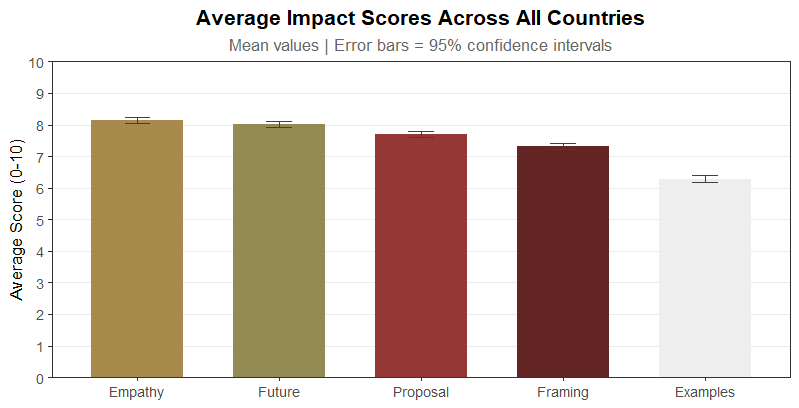 Average Impact Scores Across All Countries
Mean values | Error bars = 95% confidence intervals
Average Score (0-10)
10
9
8
7
6
5
4
3
2
1
0
Empathy Future Proposal Framing Examples